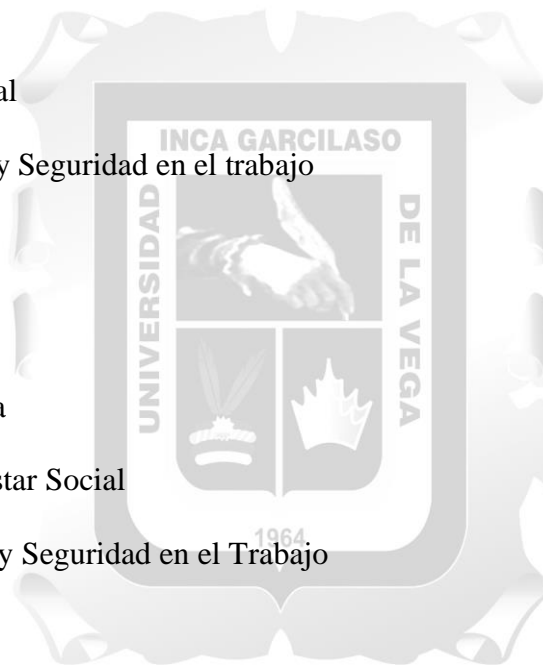 al
y Seguridad en el trabajo
a
star Social
y Seguridad en el Trabajo
INCA GARCILASO
UNIVERSIDAD
DE LA VEGA
1964